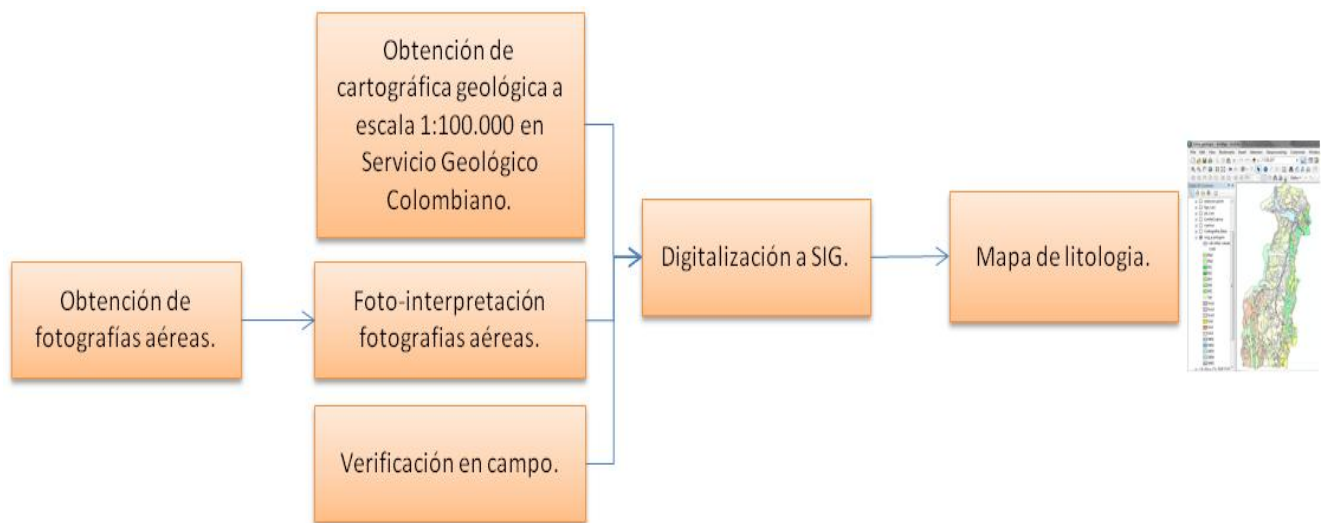 Obtención de
cartográfica geológica a
escala 1:100.000 en
Servicio Geológico
Colombiano.
Obtención de
fotografías aéreas.
Foto-interpretación
fotografias aéreas.
Verificación en campo.
Digitalización a SIG.
Mapa de litologia.